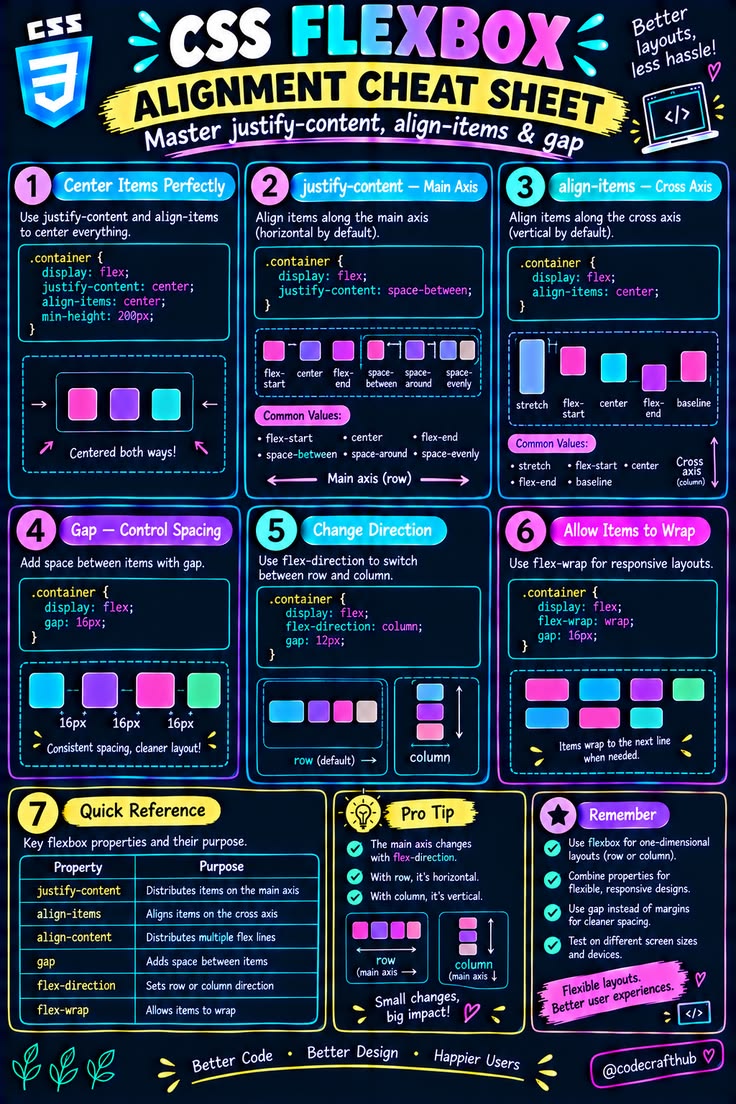 CSS
3
CSS FLEXBOX
ALIGNMENT CHEAT SHEET
Master justify-content, align-items & gap
Better
layouts,
less hassle!
</>
1 Center Items Perfectly
Use justify-content and align-items
to center everything.
.container {
display: flex;
justify-content: center;
align-items: center;
min-height: 200px;
}
→ ←
Centered both ways!
2 justify-content — Main Axis
Align items along the main axis
(horizontal by default).
.container {
display: flex;
justify-content: space-between;
}
flex-start center flex-end space-between space-around space-evenly
Common Values:
• flex-start • center • flex-end
• space-between • space-around • space-evenly
Main axis (row)
3 align-items — Cross Axis
Align items along the cross axis
(vertical by default).
.container {
display: flex;
align-items: center;
}
stretch flex-start center flex-end baseline
Common Values:
• stretch • flex-start • center
• flex-end • baseline
Cross
axis
(column)
4 Gap — Control Spacing
Add space between items with gap.
.container {
display: flex;
gap: 16px;
}
16px 16px 16px
Consistent spacing, cleaner layout!
5 Change Direction
Use flex-direction to switch
between row and column.
.container {
display: flex;
flex-direction: column;
gap: 12px;
}
row (default) →
column
6 Allow Items to Wrap
Use flex-wrap for responsive layouts.
.container {
display: flex;
flex-wrap: wrap;
gap: 16px;
}
Items wrap to the next line
when needed.
7 Quick Reference
Key flexbox properties and their purpose.
Property Purpose
justify-content Distributes items on the main axis
align-items Aligns items on the cross axis
align-content Distributes multiple flex lines
gap Adds space between items
flex-direction Sets row or column direction
flex-wrap Allows items to wrap
Pro Tip
The main axis changes
with flex-direction.
With row, it's horizontal.
With column, it's vertical.
row
(main axis →
column
(main axis ↓
Small changes,
big impact!
Remember
Use flexbox for one-dimensional
layouts (row or column).
Combine properties for
flexible, responsive designs.
Use gap instead of margins
for cleaner spacing.
Test on different screen sizes
and devices.
Flexible layouts.
Better user experiences.
</>
Better Code • Better Design • Happier Users
@codecrafthub